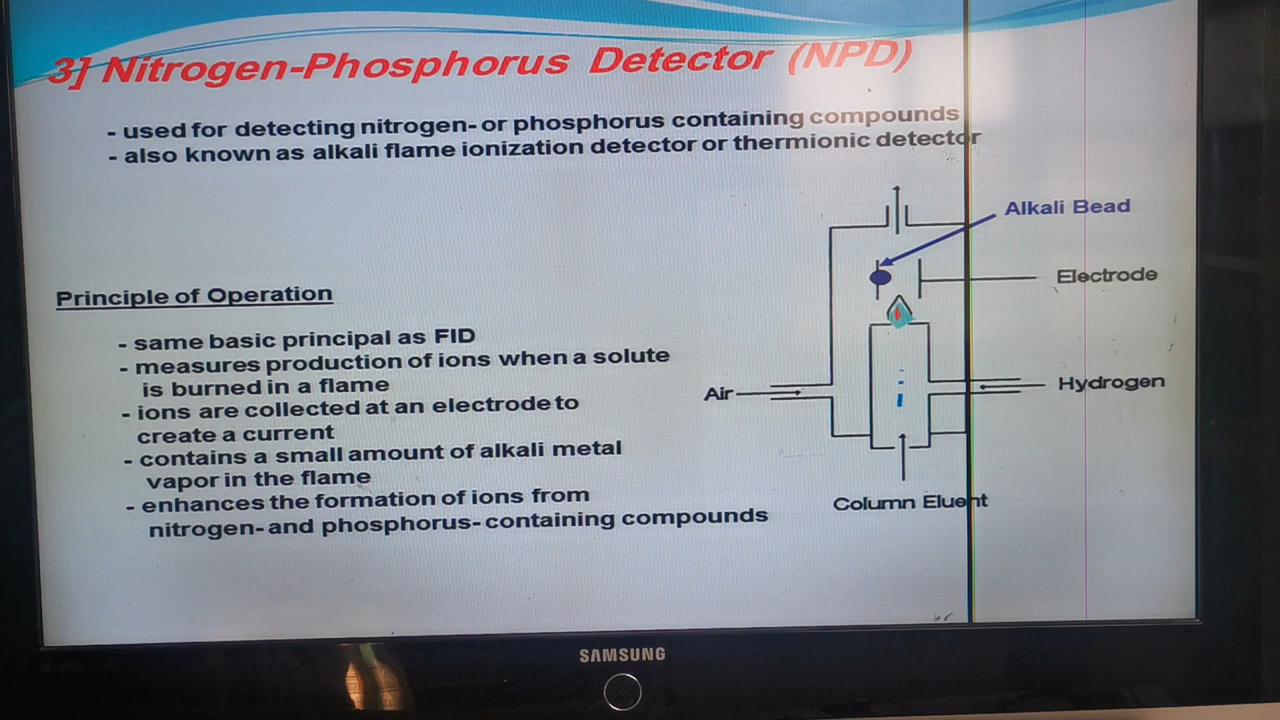 3] Nitrogen-Phosphorus Detector (NPD)
- used for detecting nitrogen- or phosphorus containing compounds
- also known as alkali flame ionization detector or thermionic detector
Alkali Bead
Electrode
Principle of Operation
- same basic principal as FID
- measures production of ions when a solute
is burned in a flame
- ions are collected at an electrode to
create a current
- contains a small amount of alkali metal
vapor in the flame
- enhances the formation of ions from
nitrogen- and phosphorus- containing compounds
Air
Hydrogen
Column Eluent
SAMSUNG